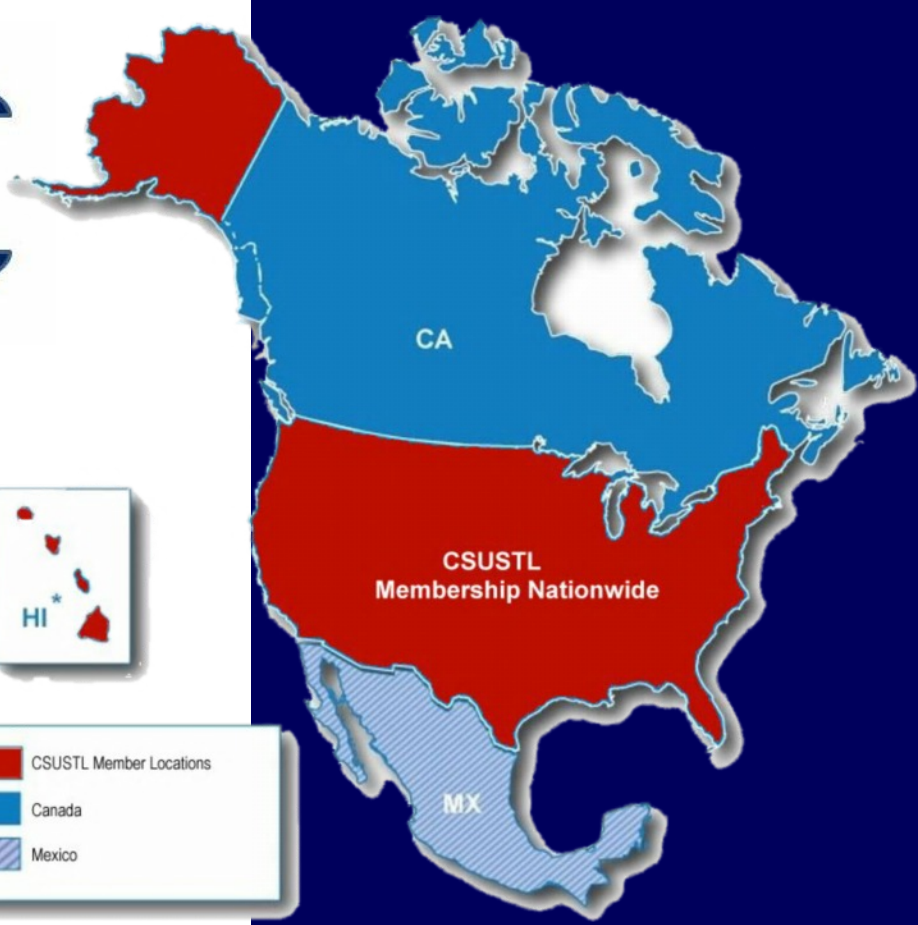 CA
CSUSTL
Membership Nationwide
HI*
MX
CSUSTL Member Locations
Canada
Mexico